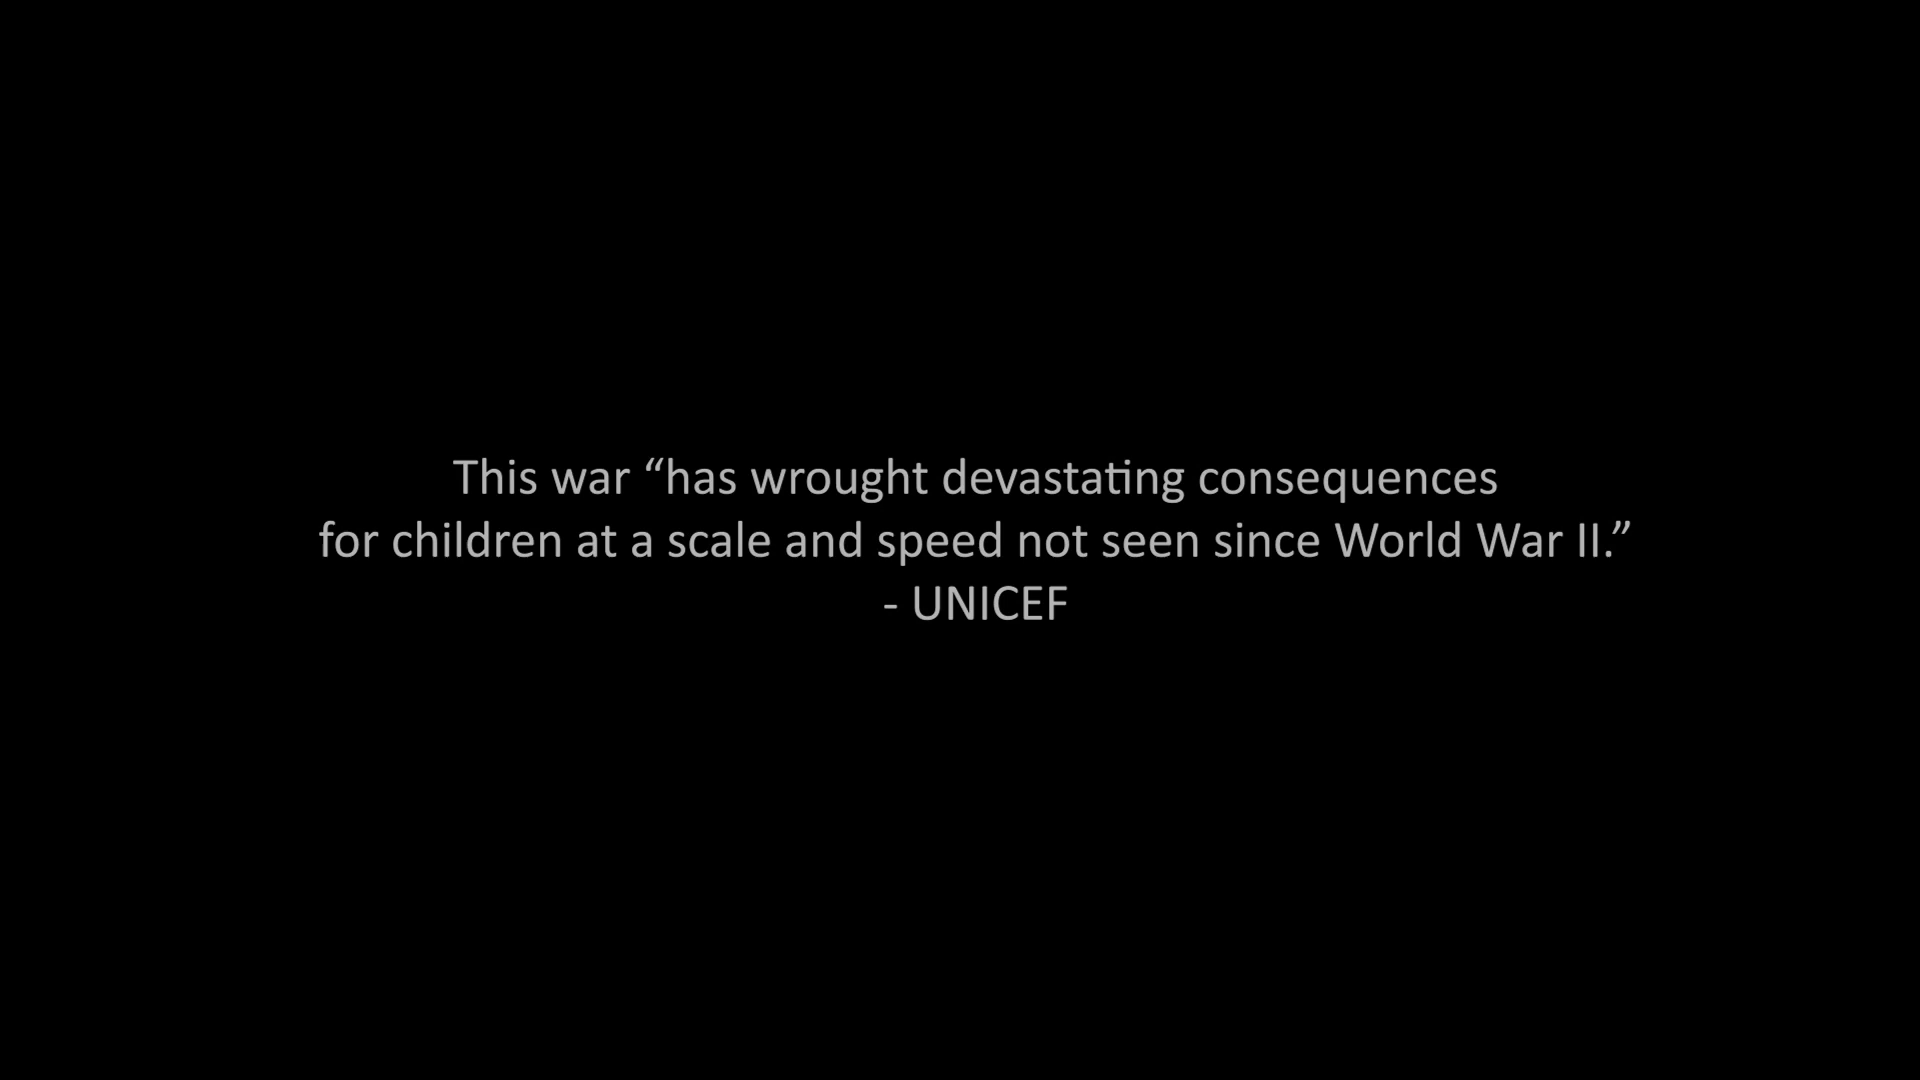 This war “has wrought devastating consequences
for children at a scale and speed not seen since World War II.”
- UNICEF